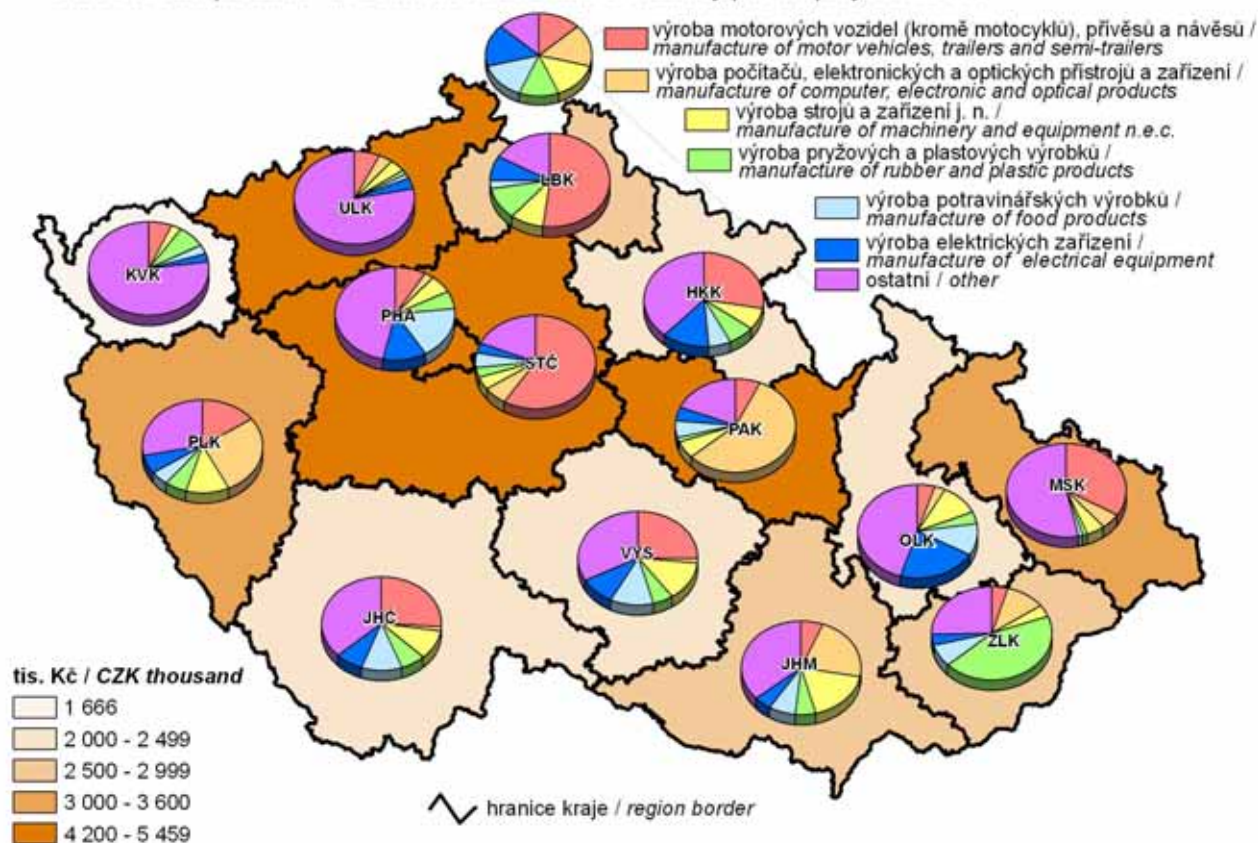 výroba motorových vozidel (kromě motocyklů), přívěsů a návěsů /
manufacture of motor vehicles, trailers and semi-trailers
výroba počítačů, elektronických a optických přístrojů a zařízení /
manufacture of computer, electronic and optical products
výroba strojů a zařízení j. n. /
manufacture of machinery and equipment n.e.c.
výroba pryžových a plastových výrobků /
manufacture of rubber and plastic products
výroba potravinářských výrobků /
manufacture of food products
výroba elektrických zařízení /
manufacture of electrical equipment
ostatní / other
LBK
ULK
KVK
HKK
PHA
STČ
PAK
PLK
MSK
OLK
VYS
JHČ
ZLK
JHM
tis. Kč / CZK thousand
1 666
2 000 - 2 499
2 500 - 2 999
3 000 - 3 600
4 200 - 5 459
hranice kraje / region border